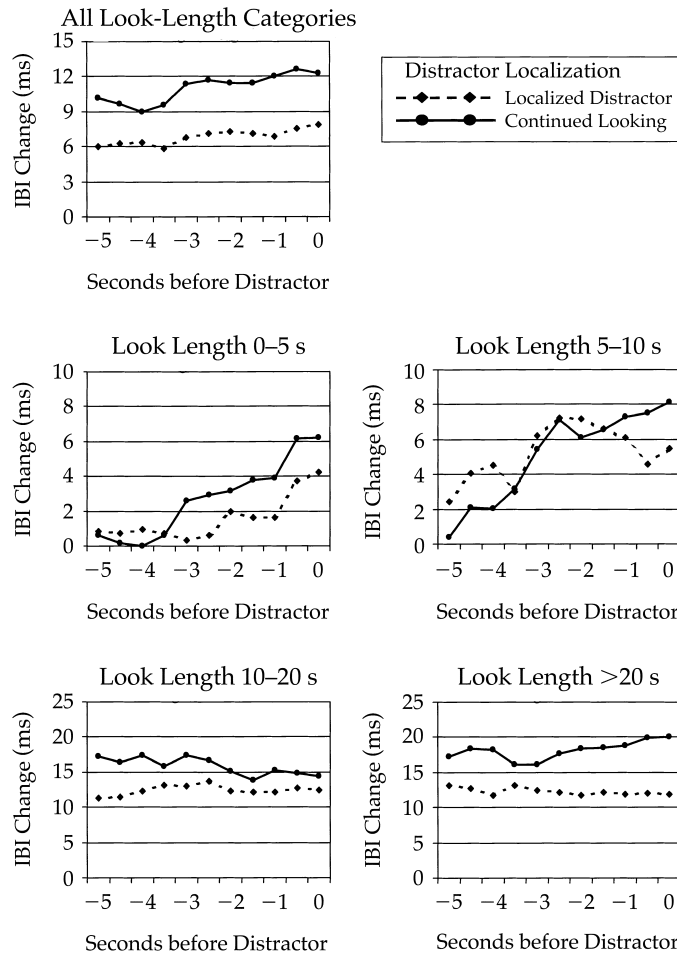 All Look-Length Categories
15
12
9
6
3
0
IBI Change (ms)
−5 −4 −3 −2 −1 0
Seconds before Distractor
Distractor Localization
Localized Distractor
Continued Looking
Look Length 0–5 s
10
8
6
4
2
0
IBI Change (ms)
−5 −4 −3 −2 −1 0
Seconds before Distractor
Look Length 5–10 s
10
8
6
4
2
0
IBI Change (ms)
−5 −4 −3 −2 −1 0
Seconds before Distractor
Look Length 10–20 s
25
20
15
10
5
0
IBI Change (ms)
−5 −4 −3 −2 −1 0
Seconds before Distractor
Look Length >20 s
25
20
15
10
5
0
IBI Change (ms)
−5 −4 −3 −2 −1 0
Seconds before Distractor